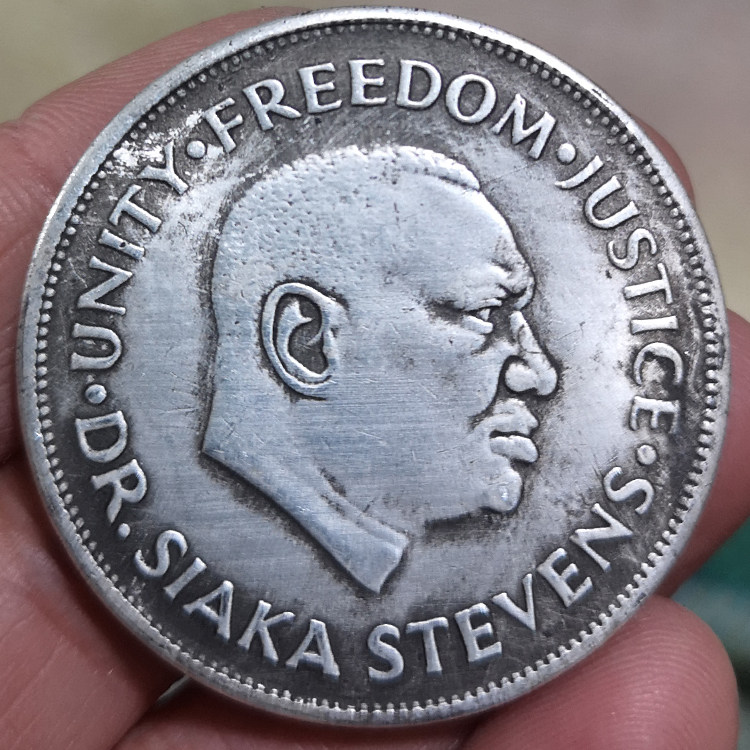 UNITY · FREEDOM · JUSTICE ·
DR. SIAKA STEVENS